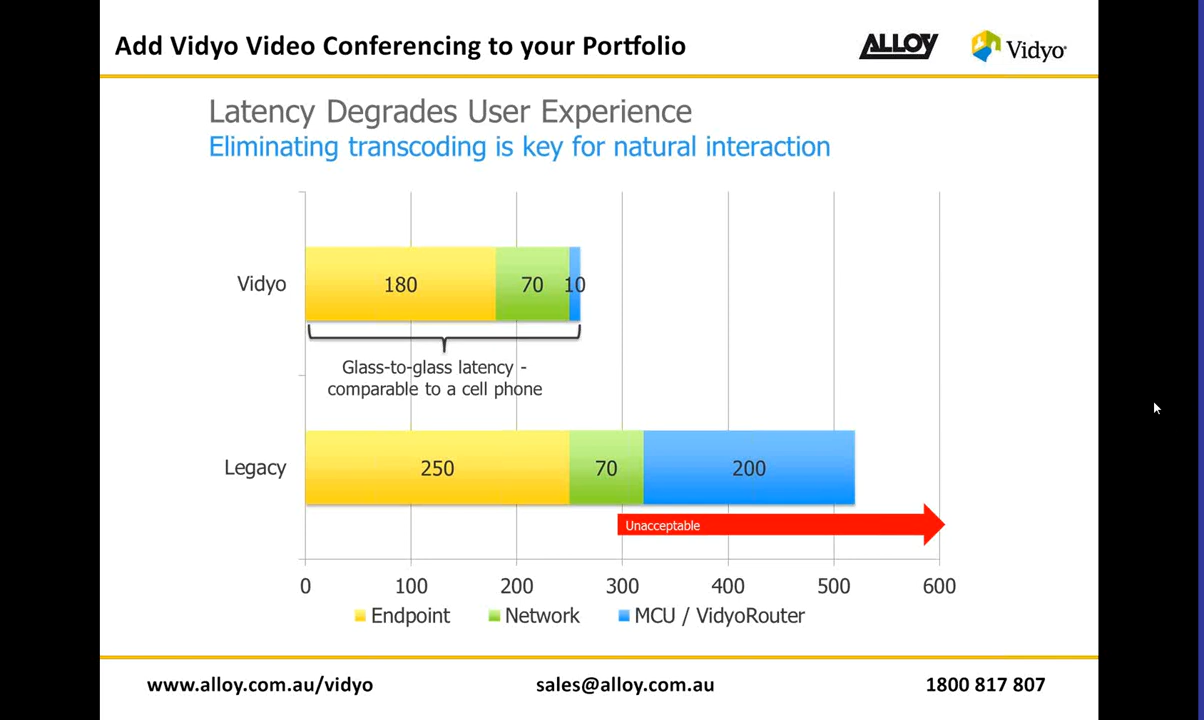 Add Vidyo Video Conferencing to your Portfolio
ALLOY
Vidyo
Latency Degrades User Experience
Eliminating transcoding is key for natural interaction
Vidyo
180
70
10
Glass-to-glass latency -
comparable to a cell phone
Legacy
250
70
200
Unacceptable
0 100 200 300 400 500 600
Endpoint Network MCU / VidyoRouter
www.alloy.com.au/vidyo
sales@alloy.com.au
1800 817 807